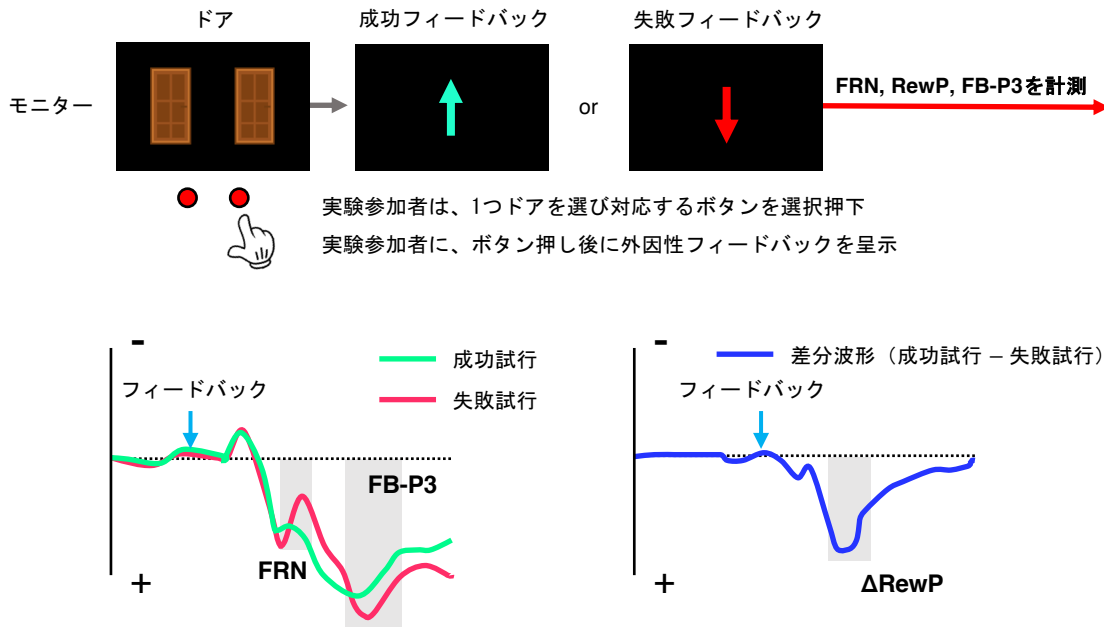 ドア
成功フィードバック
失敗フィードバック
モニター
or
FRN, RewP, FB-P3を計測
実験参加者は、1つドアを選び対応するボタンを選択押下
実験参加者に、ボタン押し後に外因性フィードバックを呈示
-
成功試行
失敗試行
フィードバック
FB-P3
FRN
+
-
差分波形（成功試行 – 失敗試行）
フィードバック
+
ΔRewP